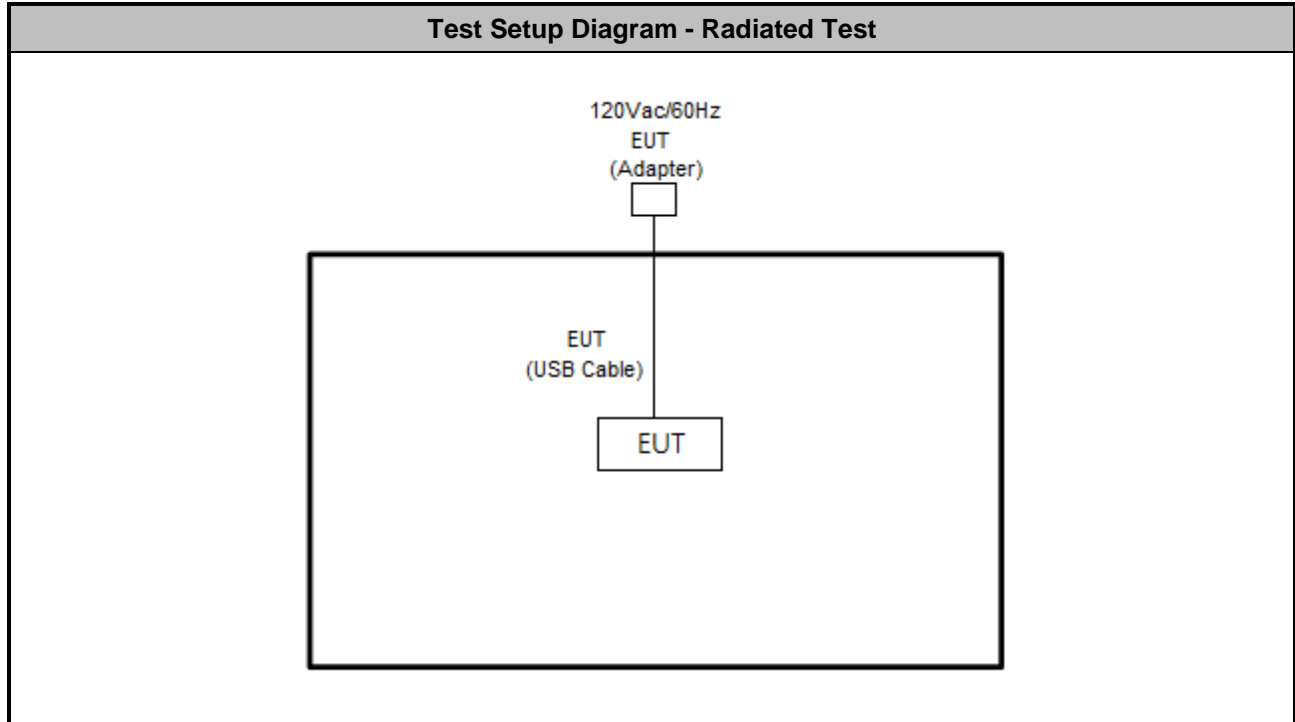 Test Setup Diagram - Radiated Test
120Vac/60Hz
EUT
(Adapter)
EUT
(USB Cable)
EUT